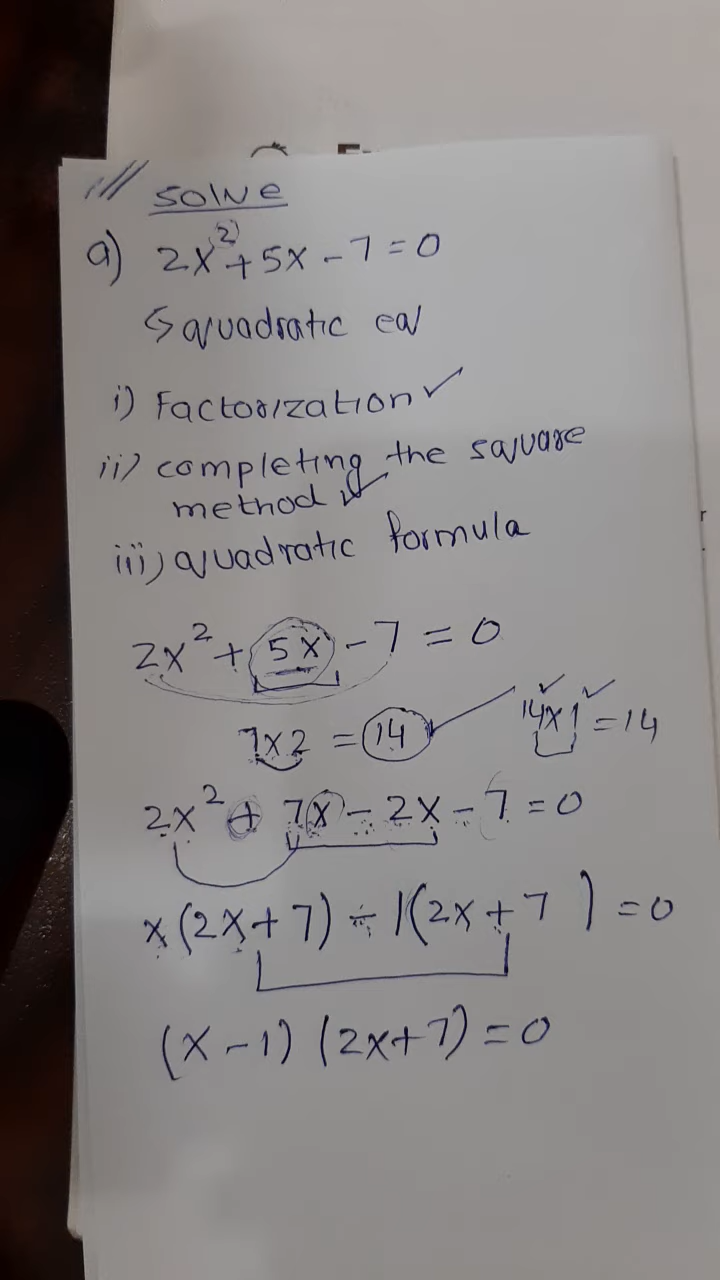 SOLVE
a) 2x²+5x-7=0
quadratic eq
i) Factorization ✓
ii) completing the square
method ✓
iii) quadratic formula
2x²+5x-7=0
7x2=14 14x1=14
2x²+7x-2x-7=0
x(2x+7)-1(2x+7)=0
(x-1)(2x+7)=0